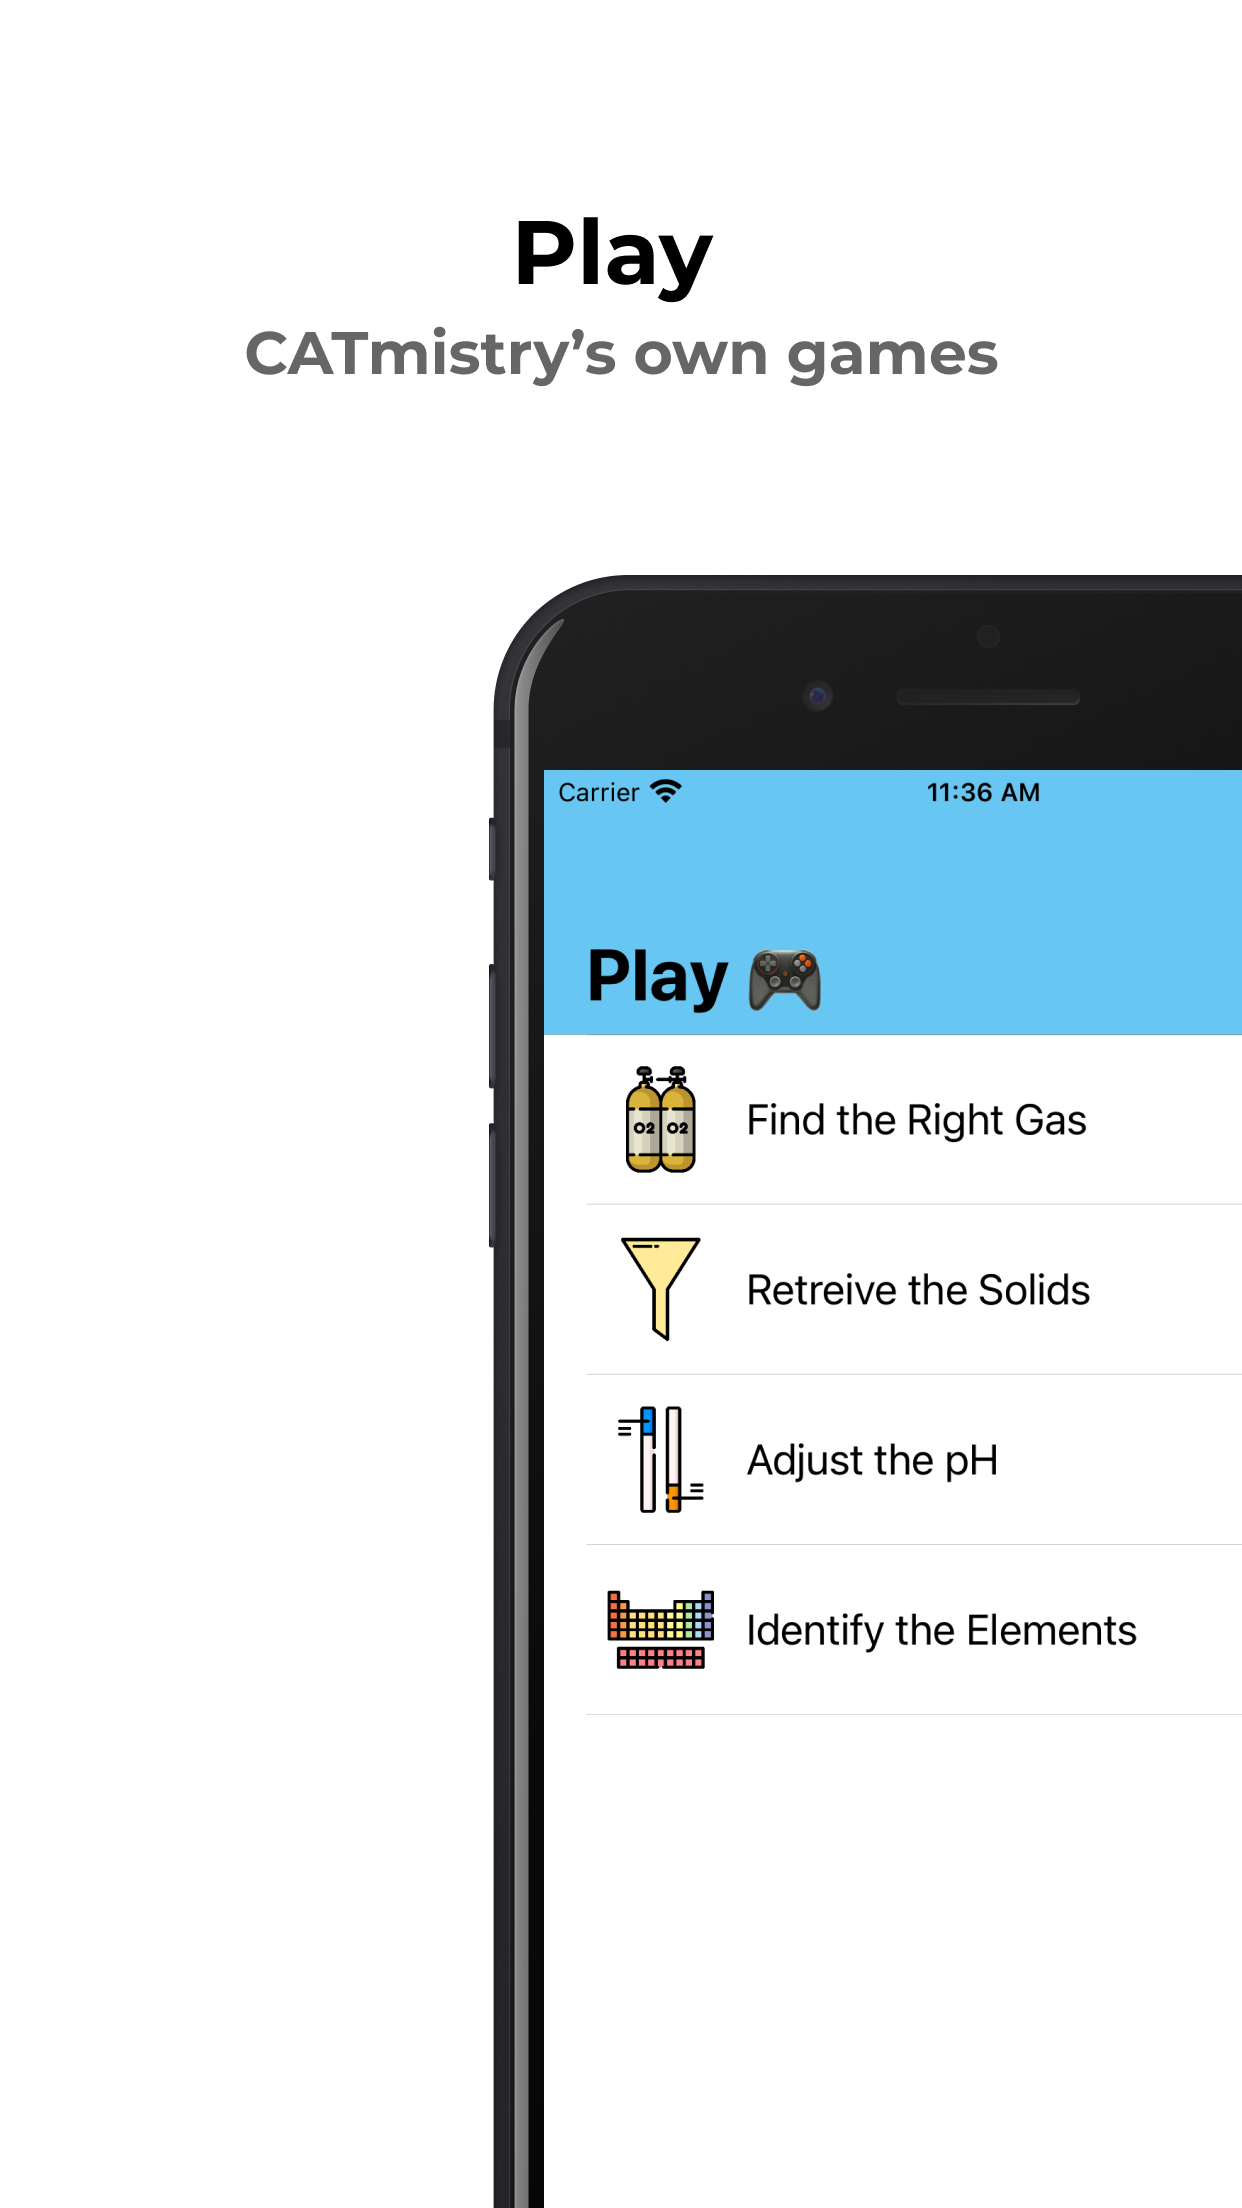 Play
CATmistry’s own games
Carrier 11:36 AM
Play
O2 O2 Find the Right Gas
Retreive the Solids
Adjust the pH
Identify the Elements